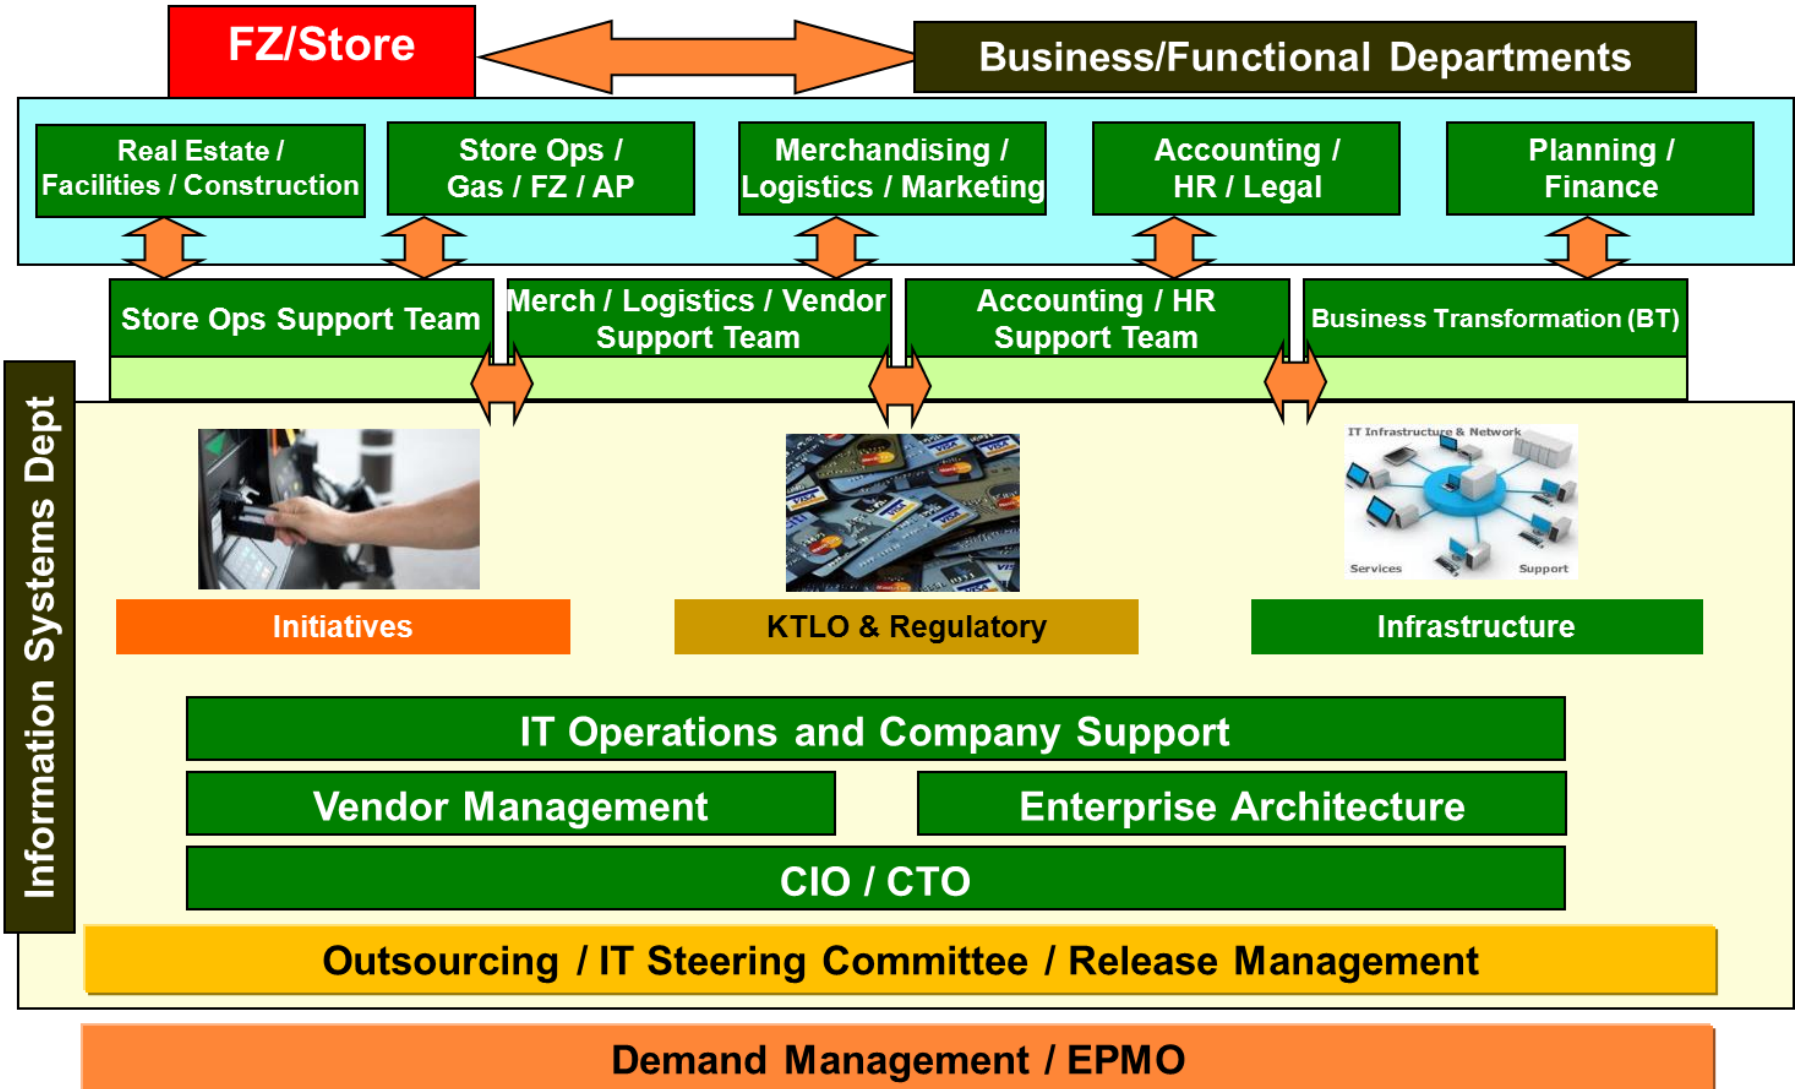 FZ/Store
Business/Functional Departments
Real Estate /
Facilities / Construction
Store Ops /
Gas / FZ / AP
Merchandising /
Logistics / Marketing
Accounting /
HR / Legal
Planning /
Finance
Store Ops Support Team
Merch / Logistics / Vendor
Support Team
Accounting / HR
Support Team
Business Transformation (BT)
Information Systems Dept
IT Infrastructure & Network
Services
Support
VISA
MasterCard
Initiatives
KTLO & Regulatory
Infrastructure
IT Operations and Company Support
Vendor Management
Enterprise Architecture
CIO / CTO
Outsourcing / IT Steering Committee / Release Management
Demand Management / EPMO